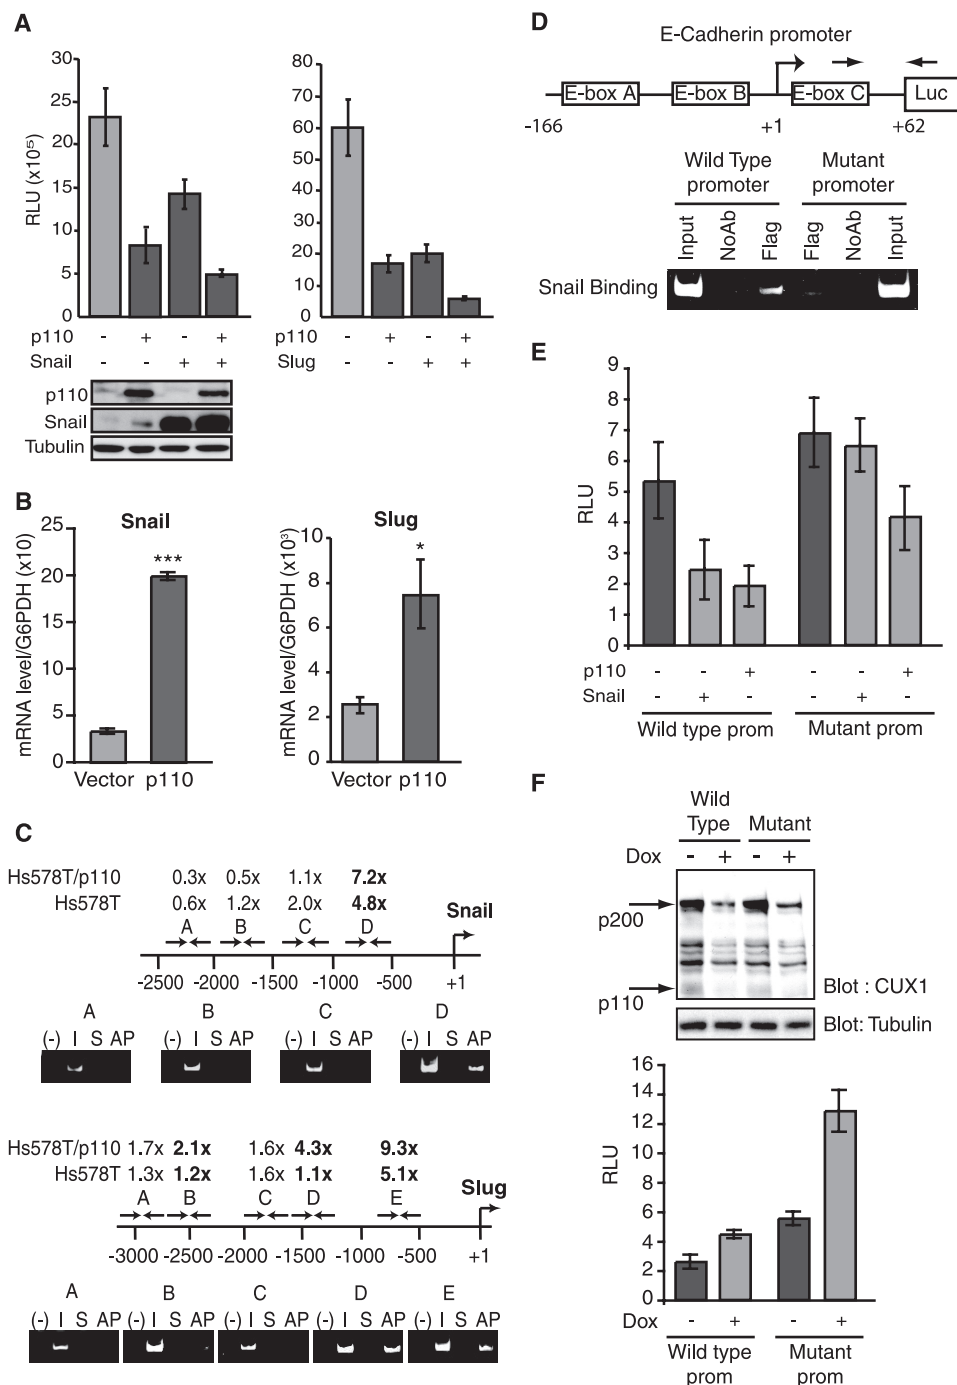 A
RLU (x10⁵)
30
25
20
15
10
5
0
80
70
60
50
40
30
20
10
0
p110 - + - +
Snail - - + +
p110 - + - +
Slug - - + +
p110
Snail
Tubulin
B
Snail
mRNA level/G6PDH (x10)
25
20
15
10
5
0
***
Vector p110
Slug
mRNA level/G6PDH (x10³)
10
8
6
4
2
0
*
Vector p110
C
Hs578T/p110 0.3x 0.5x 1.1x 7.2x
Hs578T 0.6x 1.2x 2.0x 4.8x
A B C D
Snail
-2500 -2000 -1500 -1000 -500 +1
A B C D
(-) I S AP (-) I S AP (-) I S AP (-) I S AP
Hs578T/p110 1.7x 2.1x 1.6x 4.3x 9.3x
Hs578T 1.3x 1.2x 1.6x 1.1x 5.1x
A B C D E
Slug
-3000 -2500 -2000 -1500 -1000 -500 +1
A B C D E
(-) I S AP (-) I S AP (-) I S AP (-) I S AP (-) I S AP
D
E-Cadherin promoter
E-box A E-box B E-box C Luc
-166 +1 +62
Wild Type Mutant
promoter promoter
Input NoAb Flag Flag NoAb Input
Snail Binding
E
RLU
9
8
7
6
5
4
3
2
1
0
p110 - - + - - +
Snail - + - - + -
Wild type prom Mutant prom
F
Wild
Type Mutant
Dox - + - +
p200
p110
Blot : CUX1
Blot: Tubulin
RLU
16
14
12
10
8
6
4
2
0
Dox - + - +
Wild type Mutant
prom prom